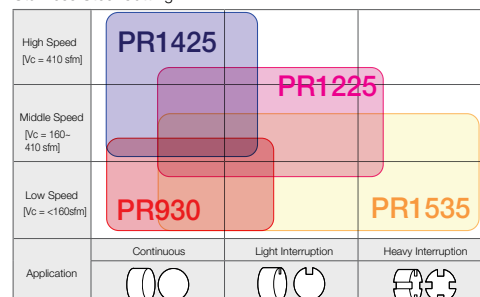 High Speed
[Vc = 410 sfm]
PR1425
PR1225
Middle Speed
[Vc = 160~
410 sfm]
Low Speed
[Vc = <160sfm]
PR930
PR1535
Application
Continuous
Light Interruption
Heavy Interruption